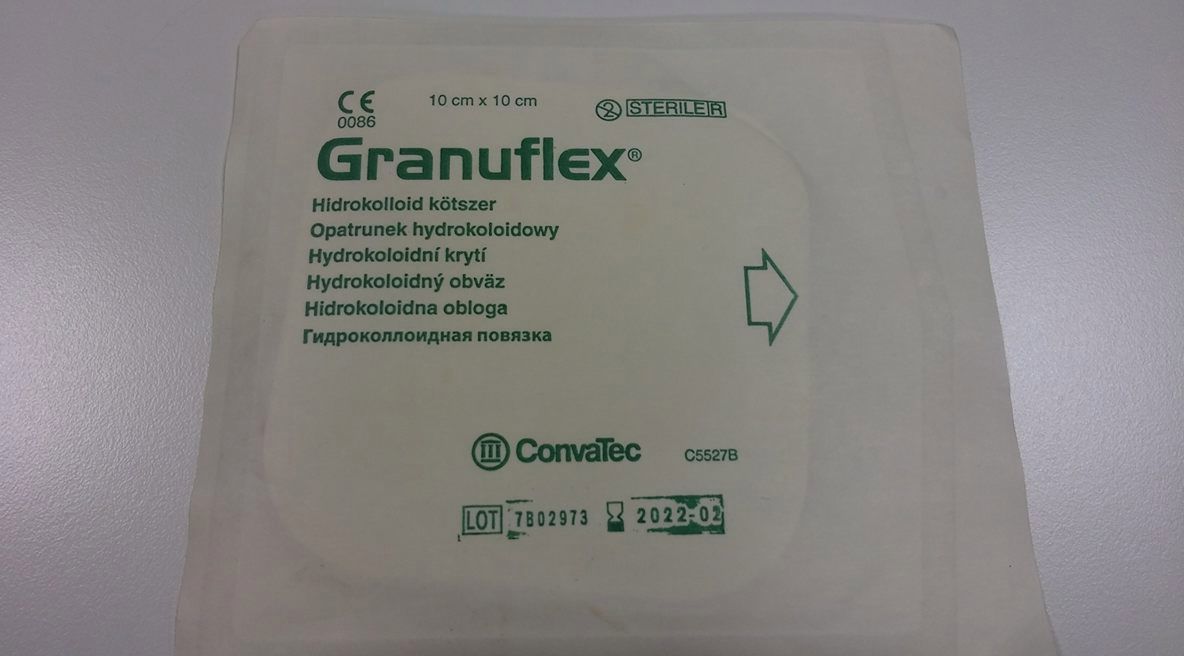 CE 10 cm x 10 cm 2 STERILE R
0086
Granuflex®
Hidrokolloid kötszer
Opatrunek hydrokoloidowy
Hydrokoloidní krytí
Hydrokoloidný obväz
Hidrokoloidna obloga
Гидроколлоидная повязка
ConvaTec C5527B
LOT 7B02973 2022-02